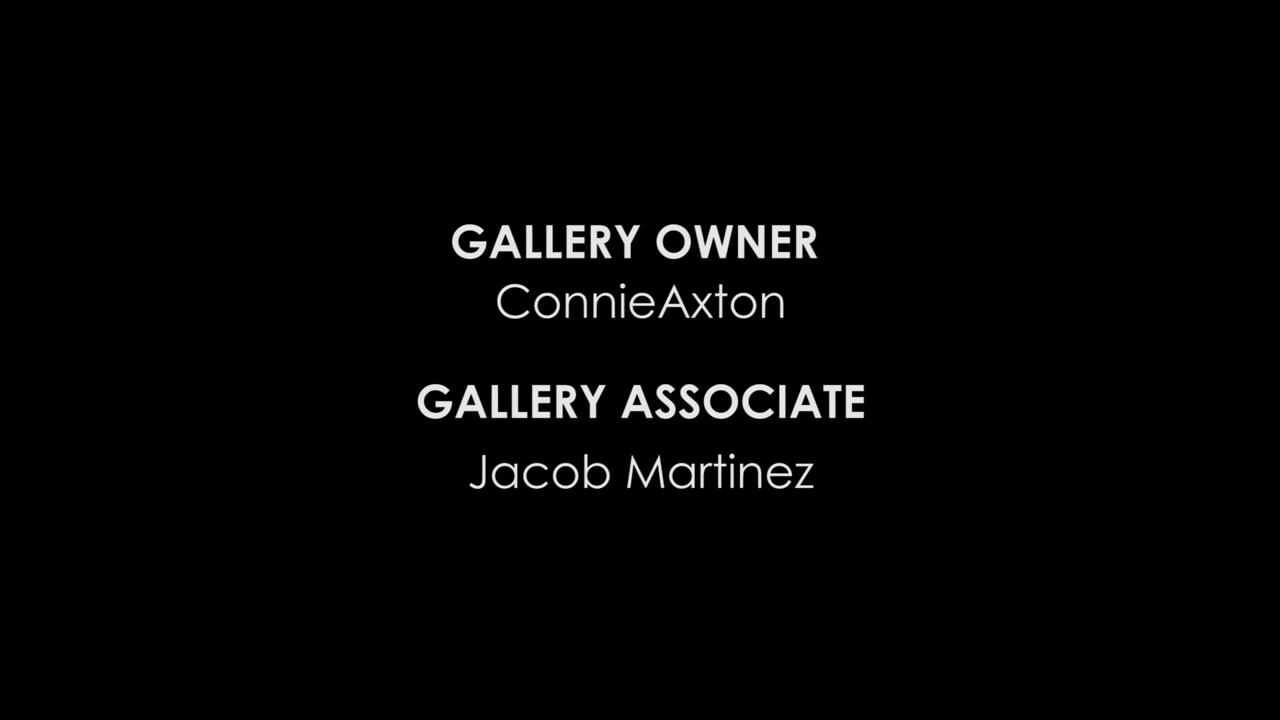 GALLERY OWNER
ConnieAxton
GALLERY ASSOCIATE
Jacob Martinez